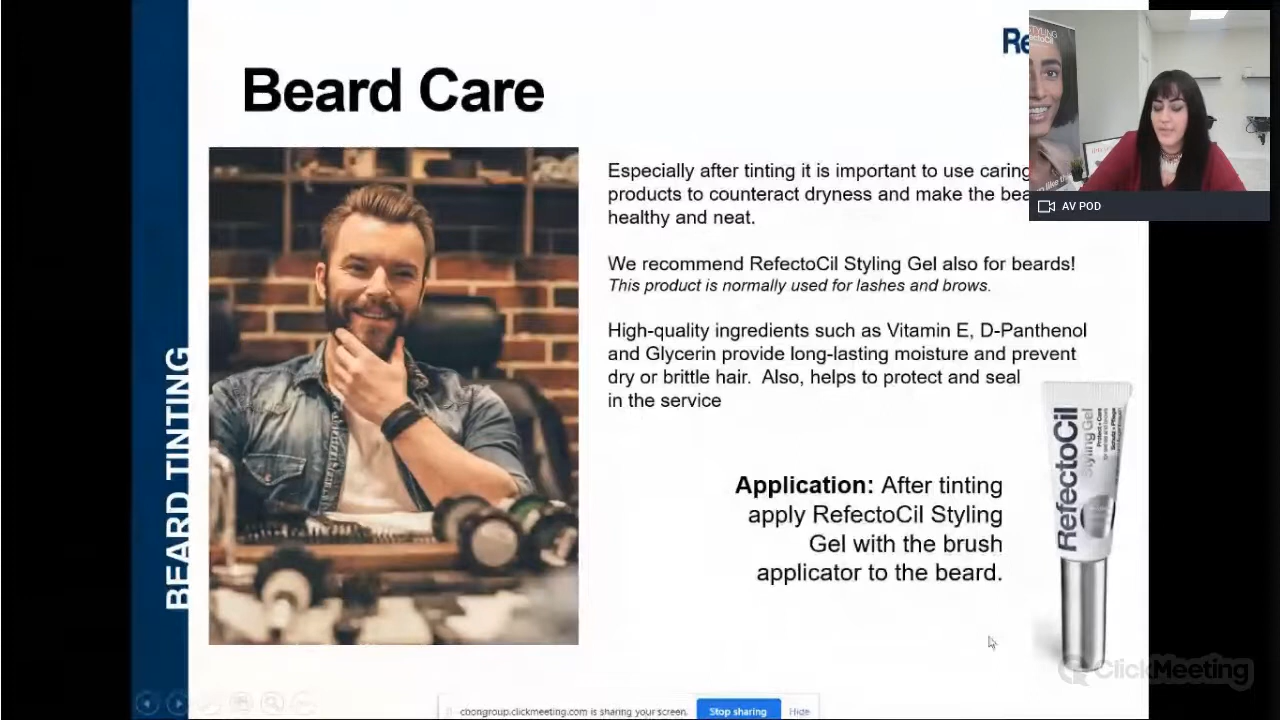 Beard Care
Especially after tinting it is important to use caring
products to counteract dryness and make the
healthy and neat.
We recommend RefectoCil Styling Gel also for beards!
This product is normally used for lashes and brows.
High-quality ingredients such as Vitamin E, D-Panthenol
and Glycerin provide long-lasting moisture and prevent
dry or brittle hair. Also, helps to protect and seal
in the service
Application: After tinting
apply RefectoCil Styling
Gel with the brush
applicator to the beard.
BEARD TINTING
RefectoCil
Styling Gel
Protect + Care
Schutz + Pflege
AV POD
STYLING
ClickMeeting
cbongroup.clickmeeting.com is sharing your screen.
Stop sharing
Hide